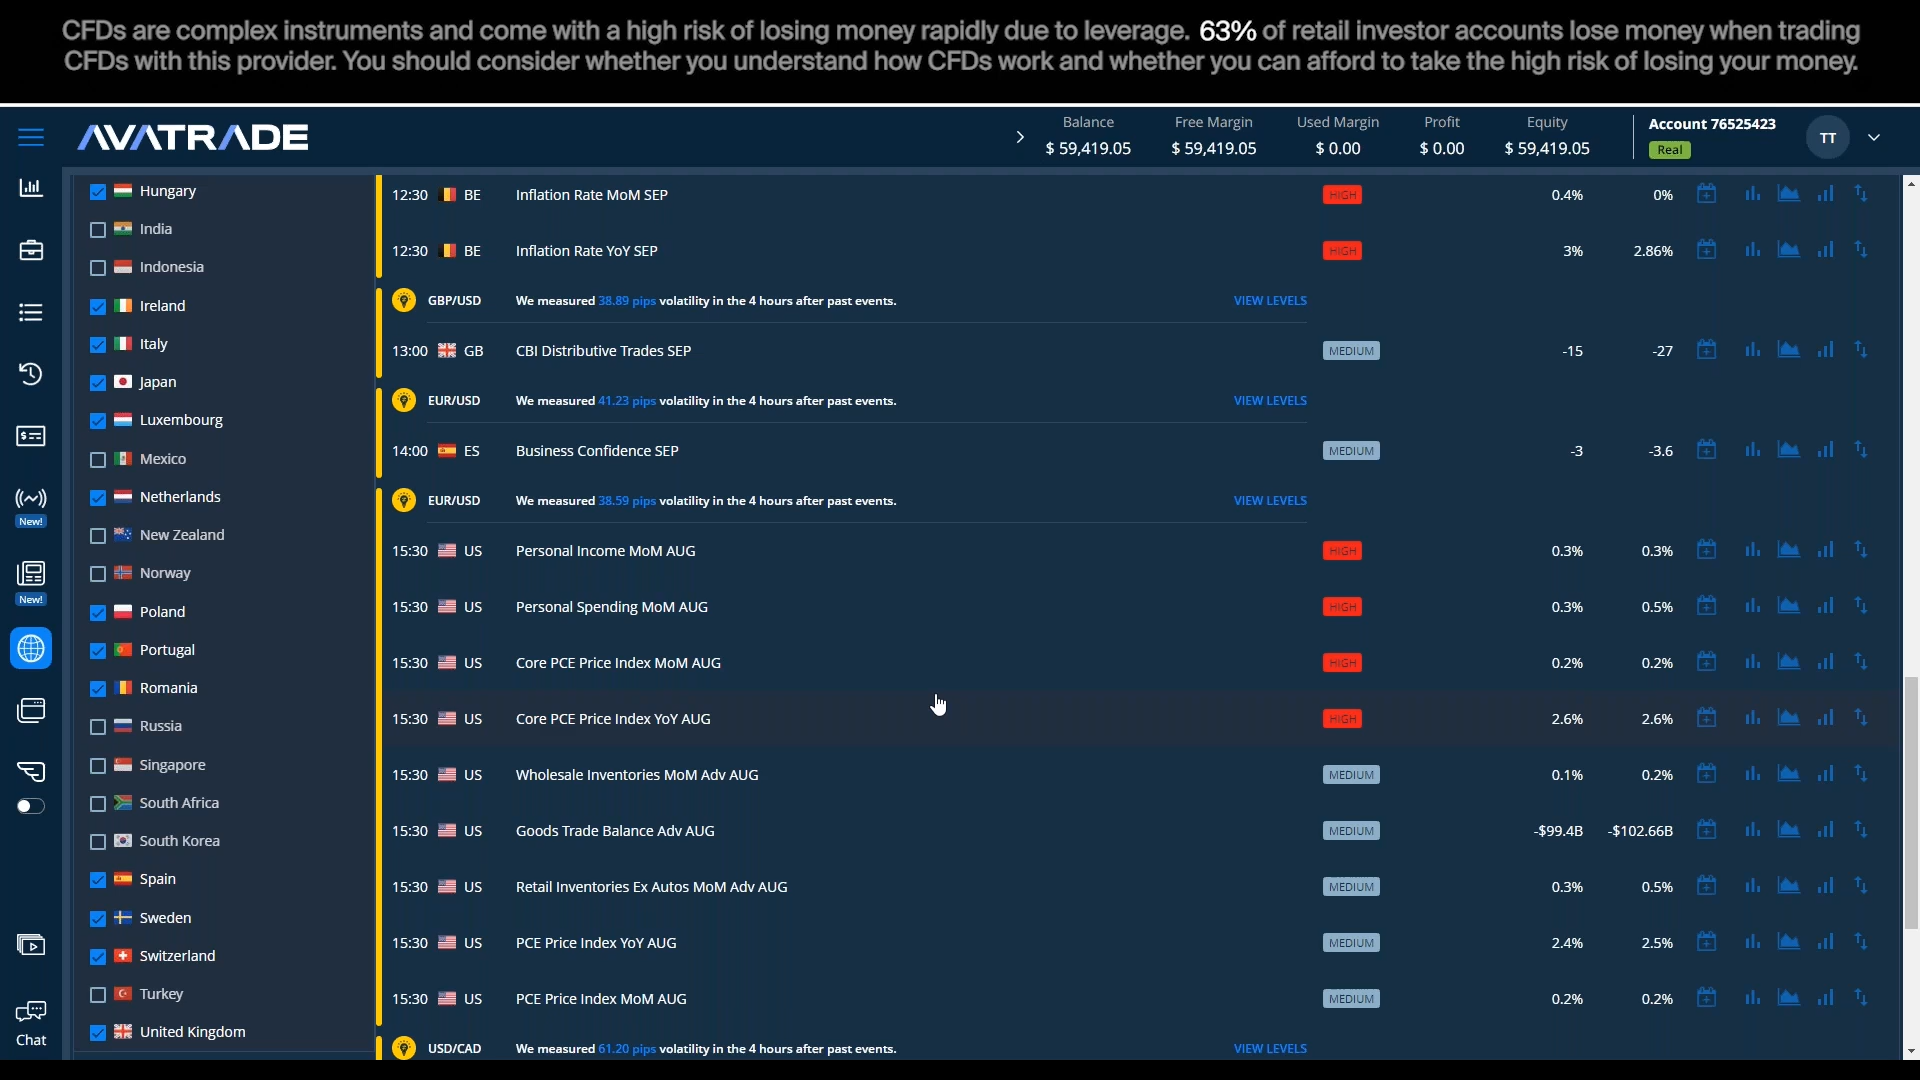 CFDs are complex instruments and come with a high risk of losing money rapidly due to leverage. 63% of retail investor accounts lose money when trading
CFDs with this provider. You should consider whether you understand how CFDs work and whether you can afford to take the high risk of losing your money.
AVATRADE
Balance Free Margin Used Margin Profit Equity
$ 59,419.05 $ 59,419.05 $ 0.00 $ 0.00 $ 59,419.05
Account 76525423
Real
TT
New!
New!
Chat
Hungary
India
Indonesia
Ireland
Italy
Japan
Luxembourg
Mexico
Netherlands
New Zealand
Norway
Poland
Portugal
Romania
Russia
Singapore
South Africa
South Korea
Spain
Sweden
Switzerland
Turkey
United Kingdom
12:30 BE Inflation Rate MoM SEP HIGH 0.4% 0%
12:30 BE Inflation Rate YoY SEP HIGH 3% 2.86%
GBP/USD We measured 38.89 pips volatility in the 4 hours after past events. VIEW LEVELS
13:00 GB CBI Distributive Trades SEP MEDIUM -15 -27
EUR/USD We measured 41.23 pips volatility in the 4 hours after past events. VIEW LEVELS
14:00 ES Business Confidence SEP MEDIUM -3 -3.6
EUR/USD We measured 38.59 pips volatility in the 4 hours after past events. VIEW LEVELS
15:30 US Personal Income MoM AUG HIGH 0.3% 0.3%
15:30 US Personal Spending MoM AUG HIGH 0.3% 0.5%
15:30 US Core PCE Price Index MoM AUG HIGH 0.2% 0.2%
15:30 US Core PCE Price Index YoY AUG HIGH 2.6% 2.6%
15:30 US Wholesale Inventories MoM Adv AUG MEDIUM 0.1% 0.2%
15:30 US Goods Trade Balance Adv AUG MEDIUM -$99.4B -$102.66B
15:30 US Retail Inventories Ex Autos MoM Adv AUG MEDIUM 0.3% 0.5%
15:30 US PCE Price Index YoY AUG MEDIUM 2.4% 2.5%
15:30 US PCE Price Index MoM AUG MEDIUM 0.2% 0.2%
USD/CAD We measured 61.20 pips volatility in the 4 hours after past events. VIEW LEVELS